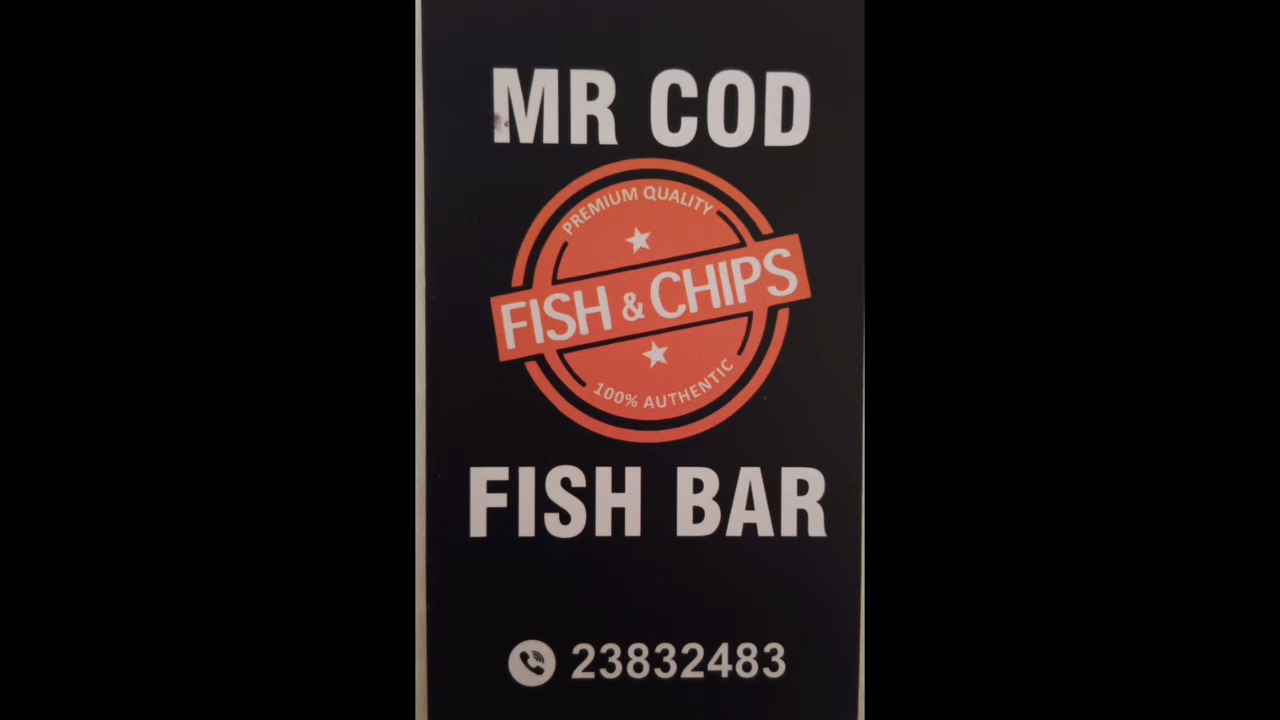 MR COD
PREMIUM QUALITY
FISH & CHIPS
100% AUTHENTIC
FISH BAR
23832483